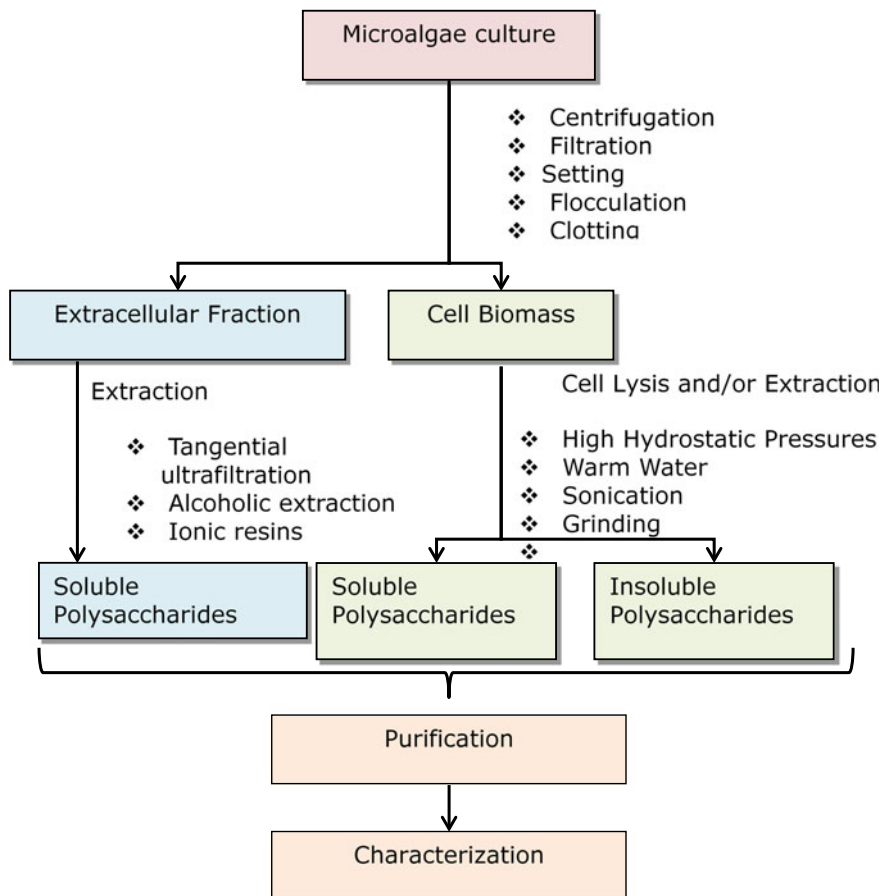 Microalgae culture
❖ Centrifugation
❖ Filtration
❖ Setting
❖ Flocculation
❖ Clotting
Extracellular Fraction
Cell Biomass
Extraction
❖ Tangential
ultrafiltration
❖ Alcoholic extraction
❖ Ionic resins
Cell Lysis and/or Extraction
❖ High Hydrostatic Pressures
❖ Warm Water
❖ Sonication
❖ Grinding
❖
Soluble
Polysaccharides
Soluble
Polysaccharides
Insoluble
Polysaccharides
Purification
Characterization